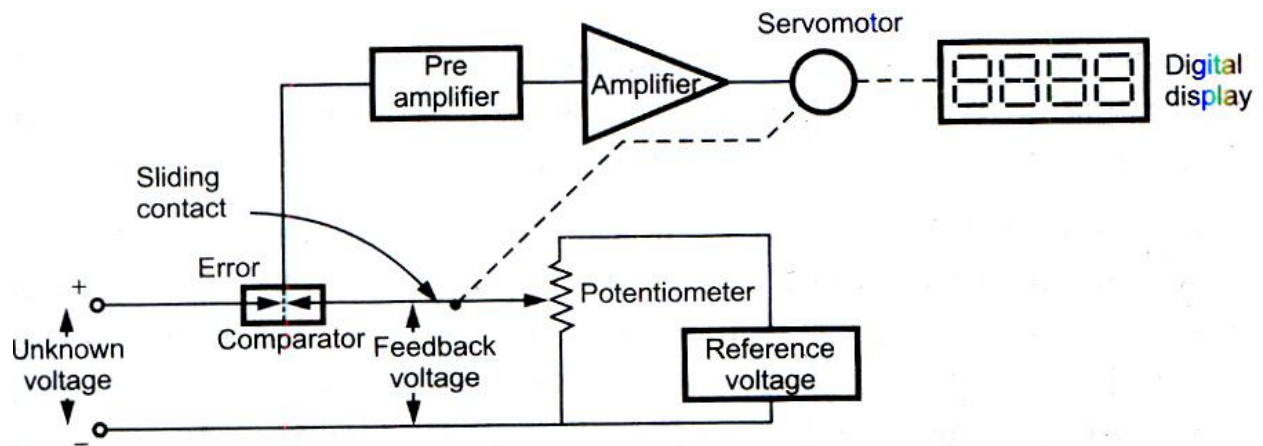 Servomotor
Pre
amplifier
Amplifier
Digital
display
Sliding
contact
Error
+
Potentiometer
Comparator
Unknown
voltage
Feedback
voltage
Reference
voltage
–